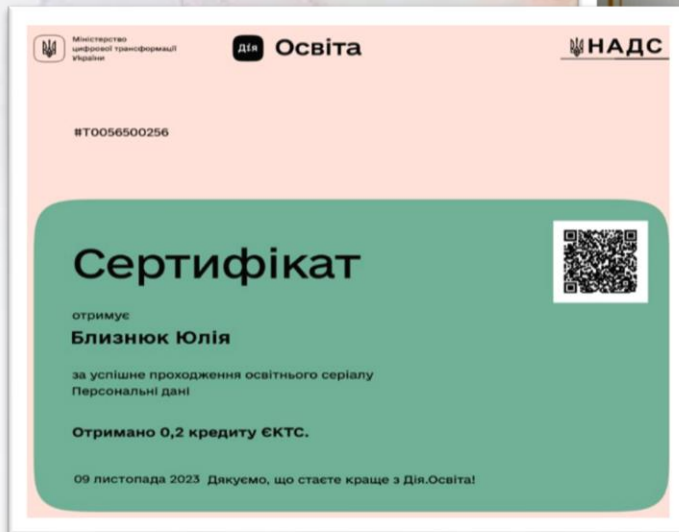 Міністерство
цифрової трансформації
України
Дія Освіта
НАДС
#T0056500256
Сертифікат
отримує
Близнюк Юлія
за успішне проходження освітнього серіалу
Персональні дані
Отримано 0,2 кредиту ЄКТС.
09 листопада 2023 Дякуємо, що стаєте краще з Дія.Освіта!